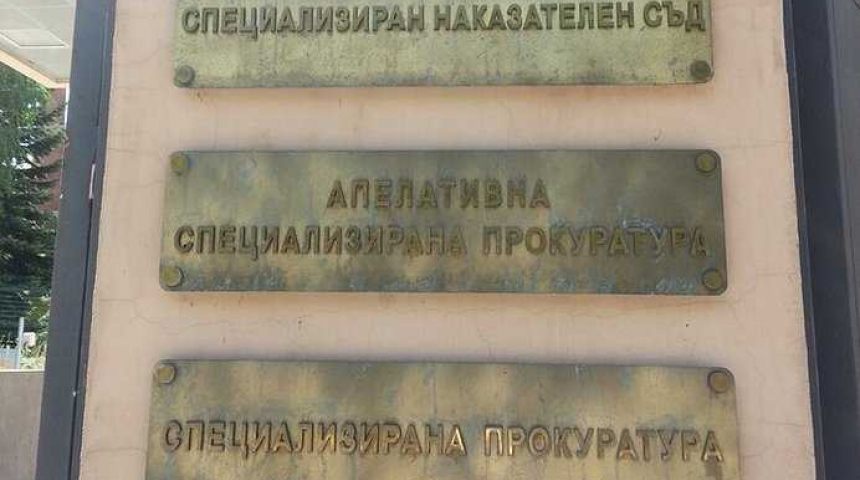 СПЕЦИАЛИЗИРАН НАКАЗАТЕЛЕН СЪД
АПЕЛАТИВНА
СПЕЦИАЛИЗИРАНА ПРОКУРАТУРА
СПЕЦИАЛИЗИРАНА ПРОКУРАТУРА